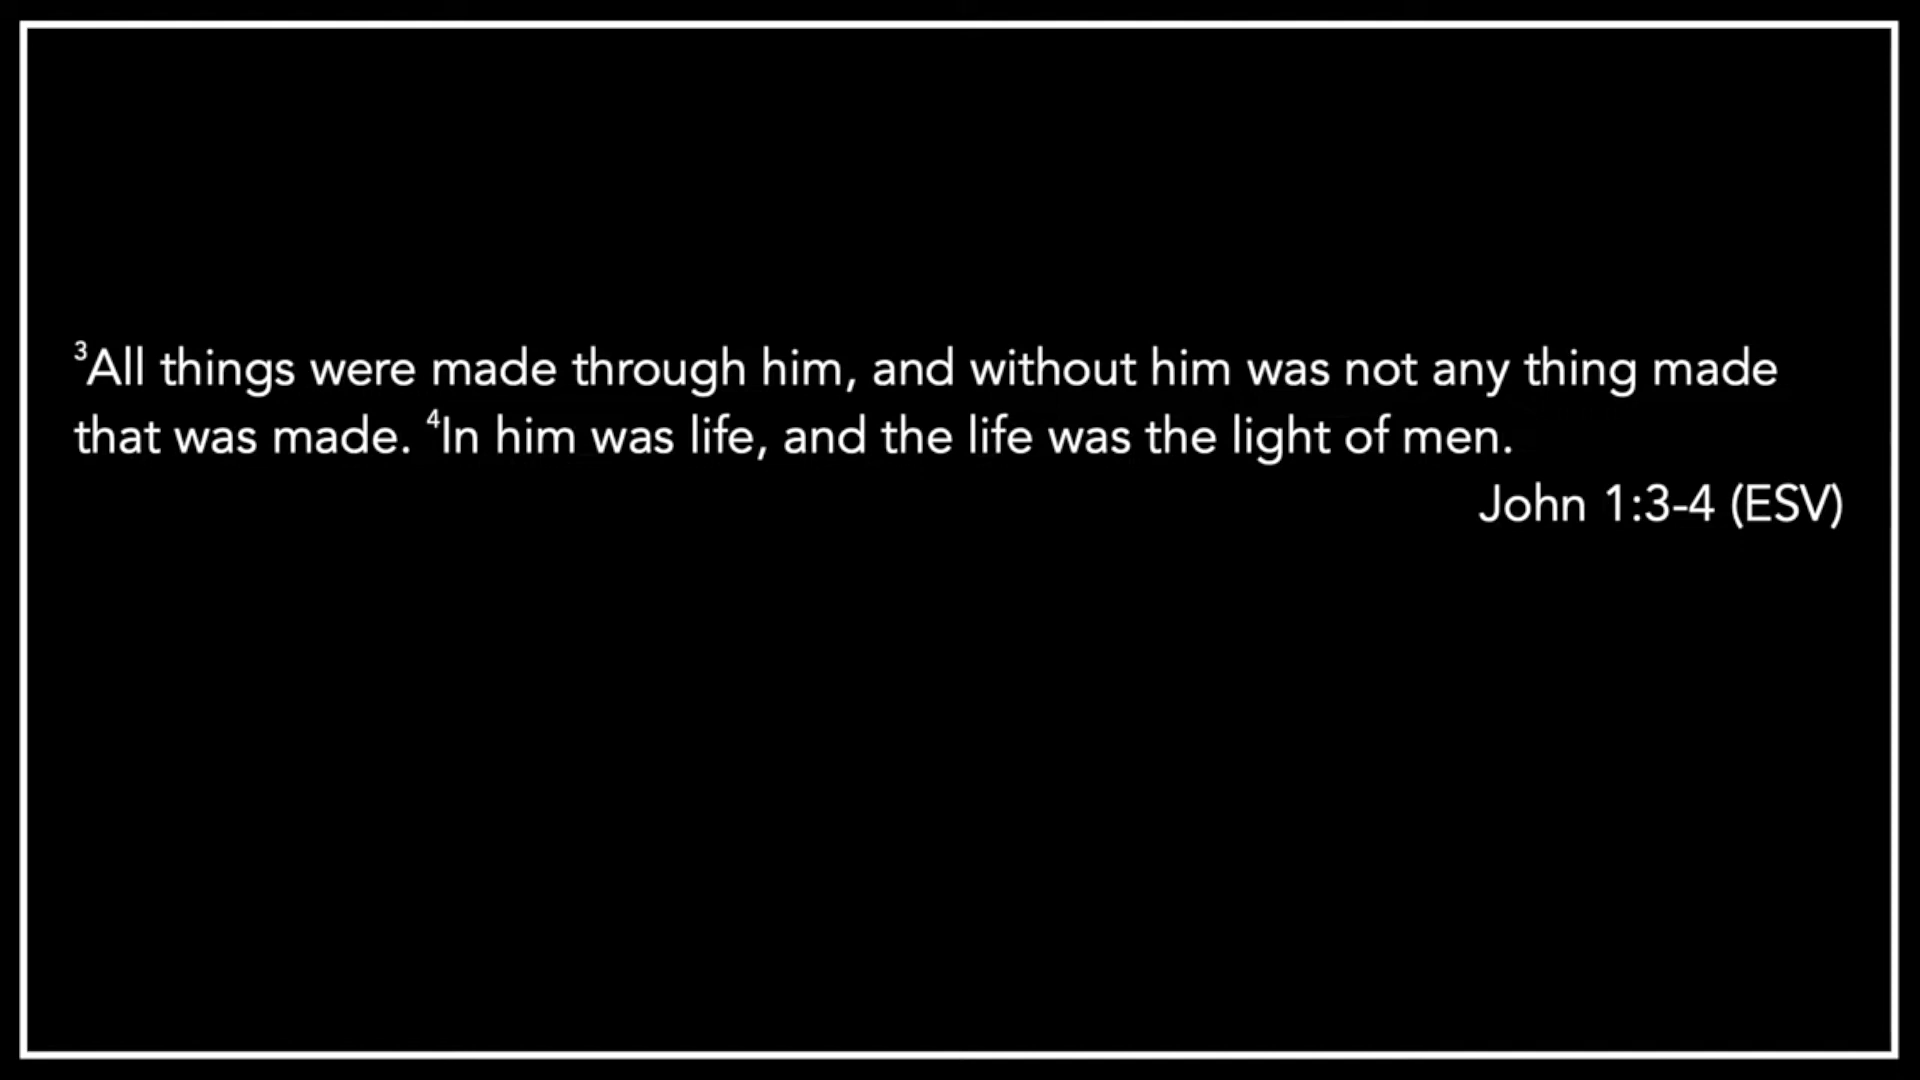 ³All things were made through him, and without him was not any thing made
that was made. ⁴In him was life, and the life was the light of men.
John 1:3-4 (ESV)